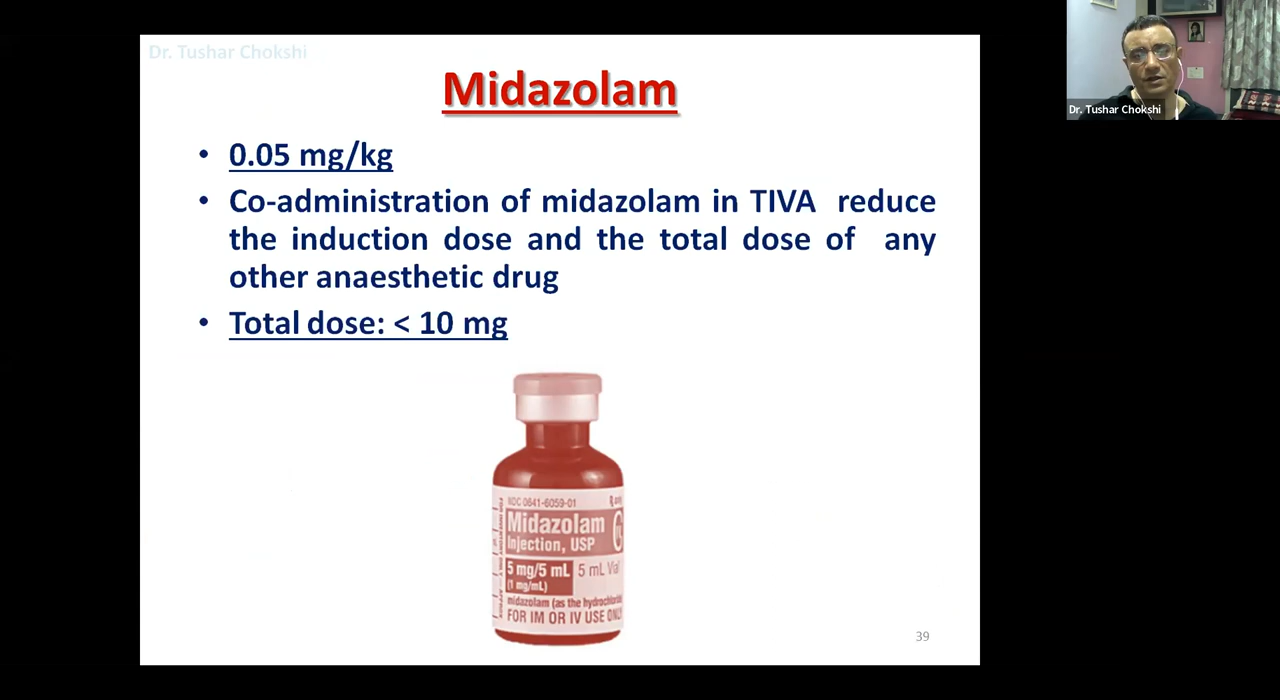 Dr. Tushar Chokshi
Midazolam
• 0.05 mg/kg
• Co-administration of midazolam in TIVA reduce
the induction dose and the total dose of any
other anaesthetic drug
• Total dose: < 10 mg
NDC 0641-6059-01
Midazolam
Injection, USP
5 mg/5 mL 5 mL Vial
(1 mg/mL)
midazolam (as the hydrochloride
FOR IM OR IV USE ONLY
39
Dr. Tushar Chokshi